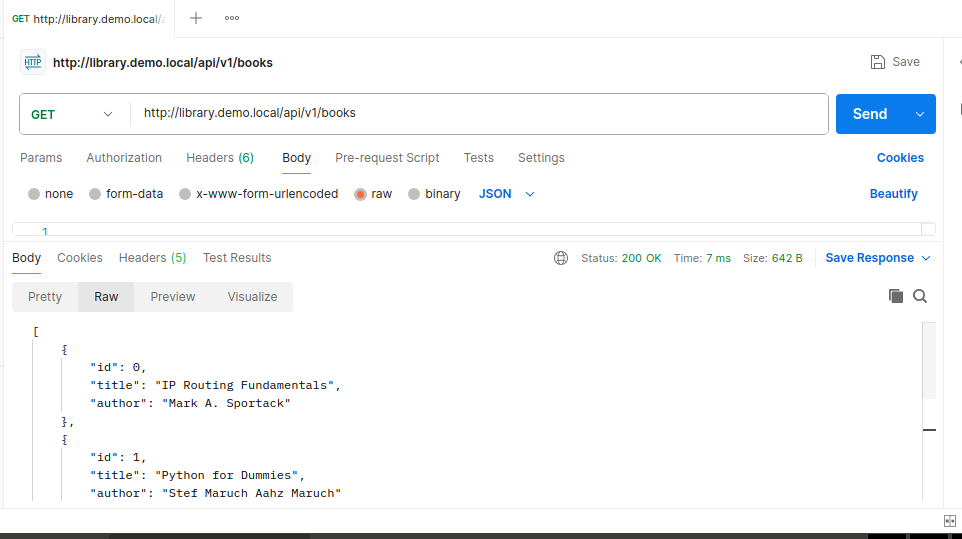 GET http://library.demo.local/a
HTTP http://library.demo.local/api/v1/books Save
GET http://library.demo.local/api/v1/books Send
Params Authorization Headers (6) Body Pre-request Script Tests Settings Cookies
none form-data x-www-form-urlencoded raw binary JSON Beautify
1
Body Cookies Headers (5) Test Results Status: 200 OK Time: 7 ms Size: 642 B Save Response
Pretty Raw Preview Visualize
[
{
"id": 0,
"title": "IP Routing Fundamentals",
"author": "Mark A. Sportack"
},
{
"id": 1,
"title": "Python for Dummies",
"author": "Stef Maruch Aahz Maruch"